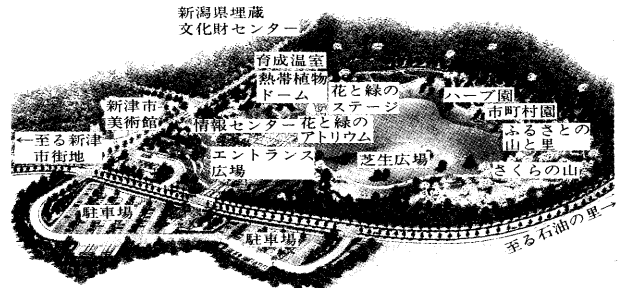 新潟県埋蔵
文化財センター
育成温室
熱帯植物
ドーム
花と緑の
ステージ
ハーブ園
市町村園
新津市
美術館
情報センター
花と緑の
アトリウム
ふるさとの
山と里
←至る新津
市街地
エントランス
広場
芝生広場
さくらの山
駐車場
駐車場
至る石油の里→